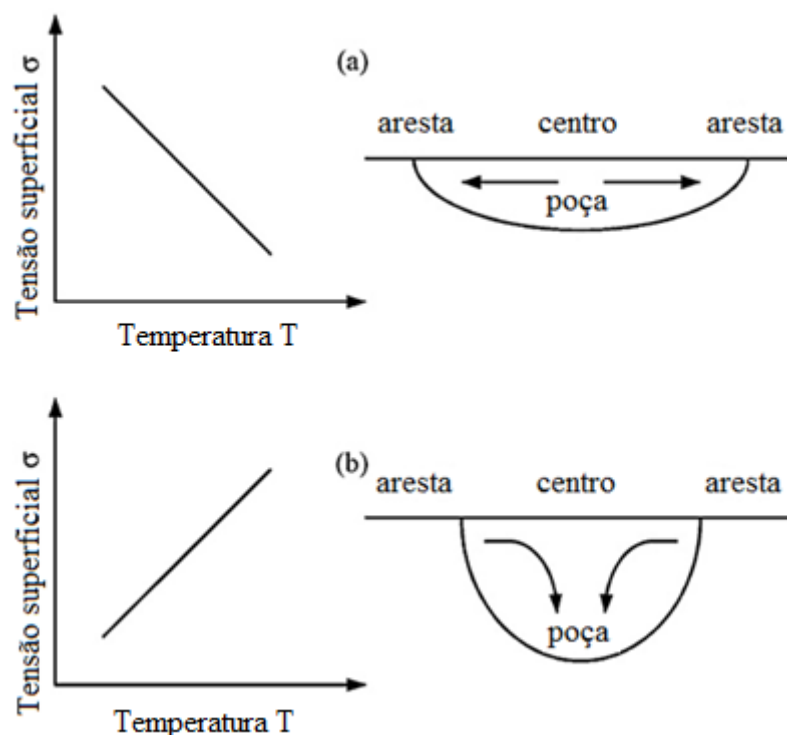 Tensão superficial σ
Temperatura T
(a)
aresta centro aresta
poça
Tensão superficial σ
Temperatura T
(b)
aresta centro aresta
poça